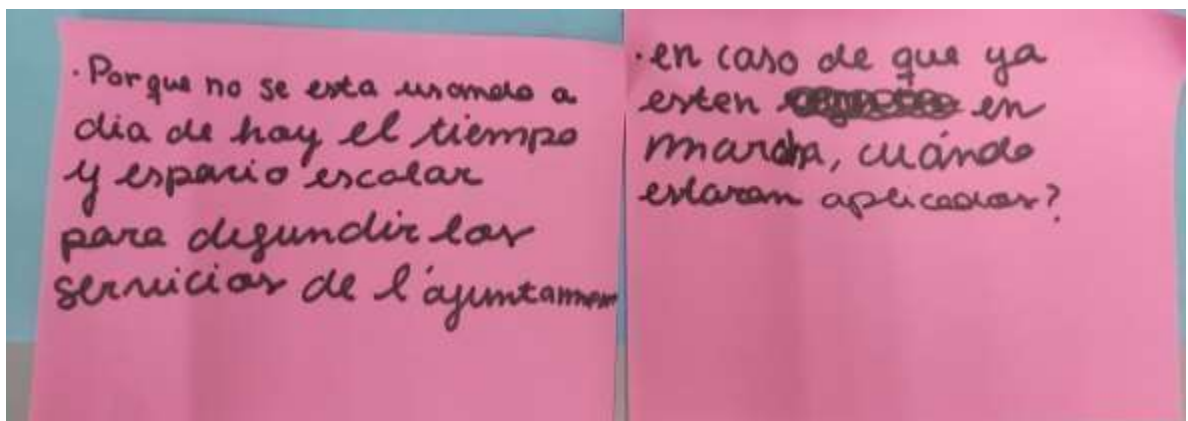 · Porque no se esta usando a
dia de hoy el tiempo
y espacio escolar
para difundir los
servicios de l'ajuntamen
· en caso de que ya
esten en
marcha, cuándo
estaran aplicadas?